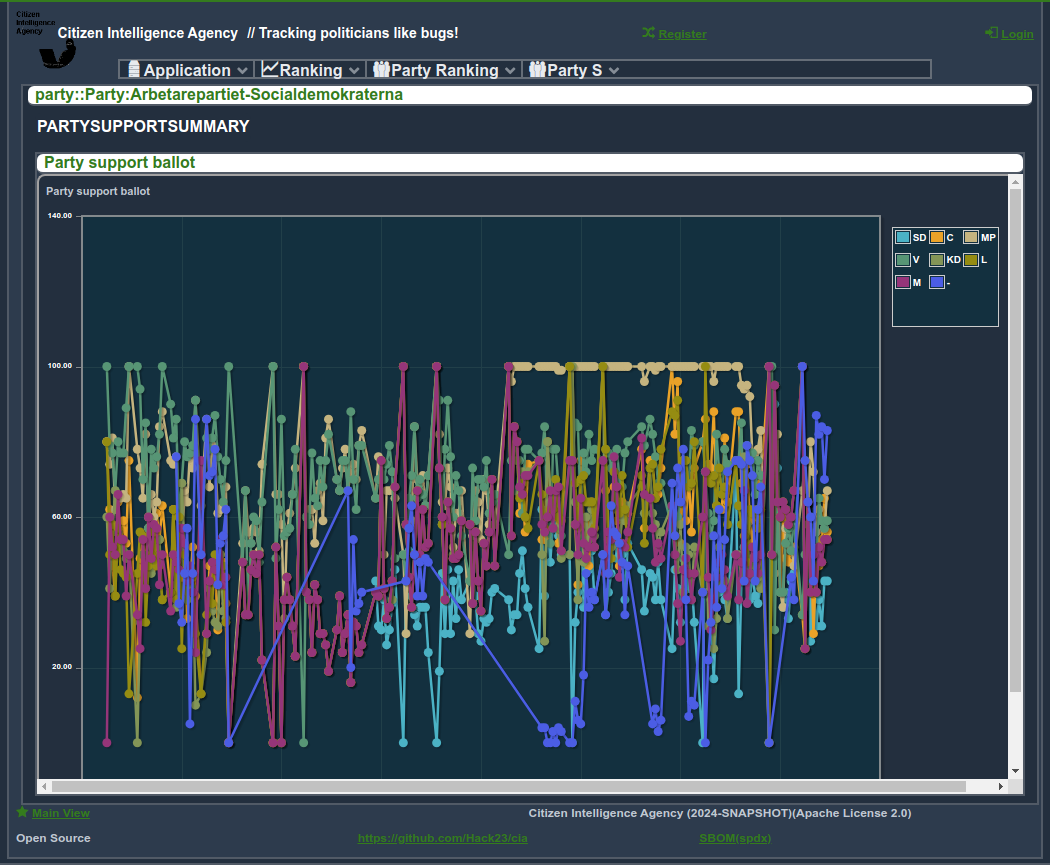 Citizen
Intelligence
Agency
Citizen Intelligence Agency // Tracking politicians like bugs!
Register
Login
Application
Ranking
Party Ranking
Party S
party::Party:Arbetarepartiet-Socialdemokraterna
PARTYSUPPORTSUMMARY
Party support ballot
Party support ballot
140.00
100.00
60.00
20.00
SD C MP
V KD L
M -
Main View
Citizen Intelligence Agency (2024-SNAPSHOT)(Apache License 2.0)
Open Source
https://github.com/Hack23/cia
SBOM(spdx)